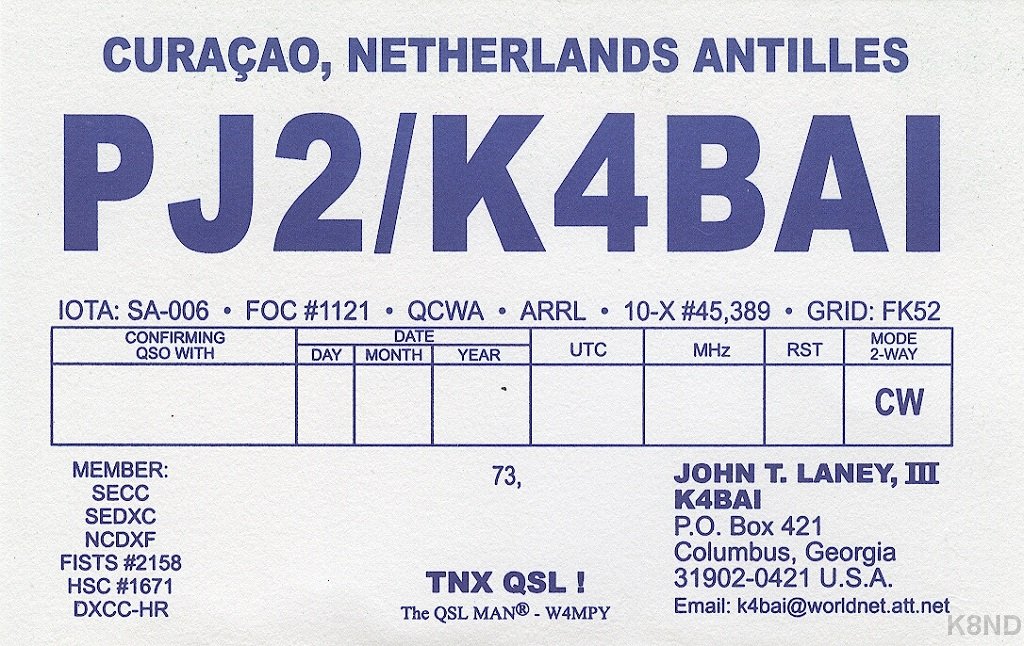 CURAÇAO, NETHERLANDS ANTILLES
PJ2/K4BAI
IOTA: SA-006 • FOC #1121 • QCWA • ARRL • 10-X #45,389 • GRID: FK52
CONFIRMING
QSO WITH
DATE
DAY MONTH YEAR
UTC
MHz
RST
MODE
2-WAY
CW
MEMBER:
SECC
SEDXC
NCDXF
FISTS #2158
HSC #1671
DXCC-HR
73,
TNX QSL !
The QSL MAN® - W4MPY
JOHN T. LANEY, III
K4BAI
P.O. Box 421
Columbus, Georgia
31902-0421 U.S.A.
Email: k4bai@worldnet.att.net
K8ND